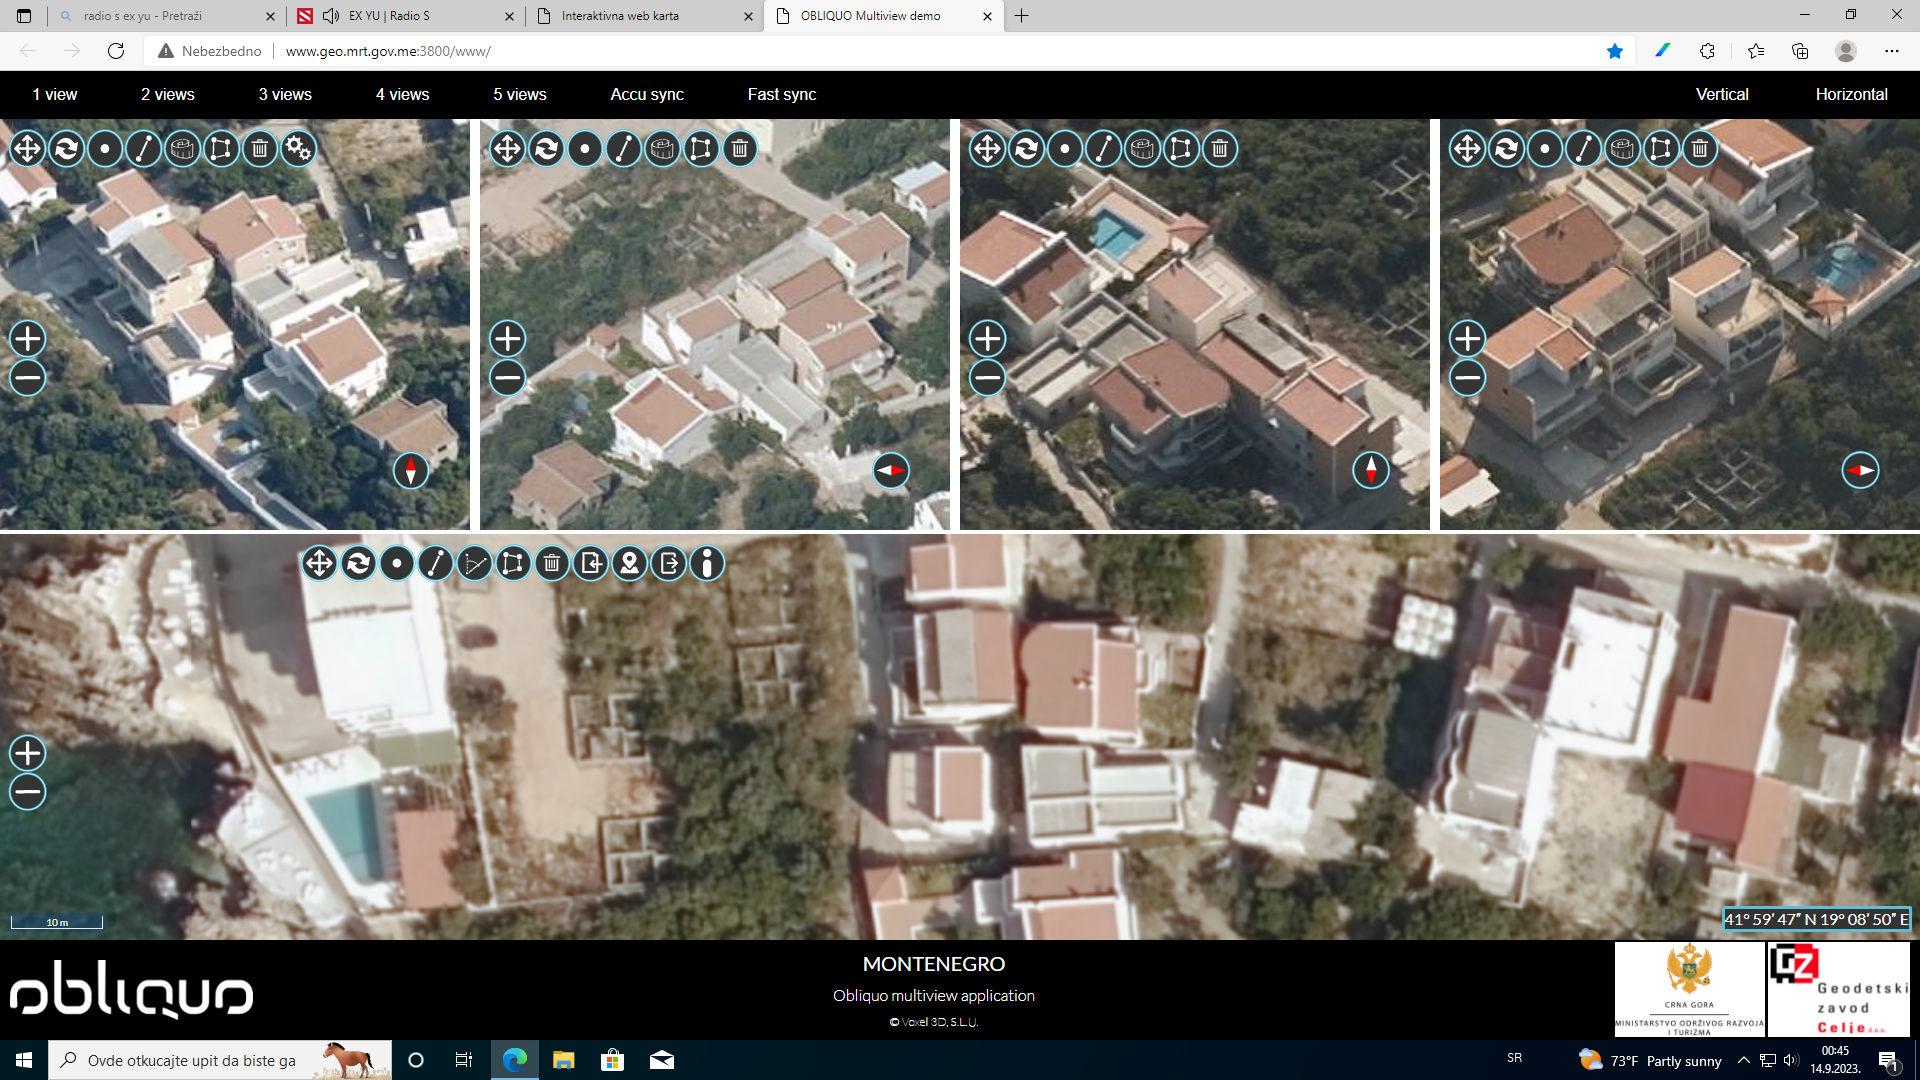 radio s ex yu - Pretraži
EX YU | Radio S
Interaktivna web karta
OBLIQUO Multiview demo
Nebezbedno
www.geo.mrt.gov.me:3800/www/
1 view
2 views
3 views
4 views
5 views
Accu sync
Fast sync
Vertical
Horizontal
10 m
41° 59' 47" N 19° 08' 50" E
obliquo
MONTENEGRO
Obliquo multiview application
© Voxel 3D, S.L.U.
CRNA GORA
MINISTARSTVO ODRŽIVOG RAZVOJA
I TURIZMA
GZ
Geodetski
zavod
Celje d.o.o.
Ovde otkucajte upit da biste ga
SR
73°F Partly sunny
00:45
14.9.2023.
1